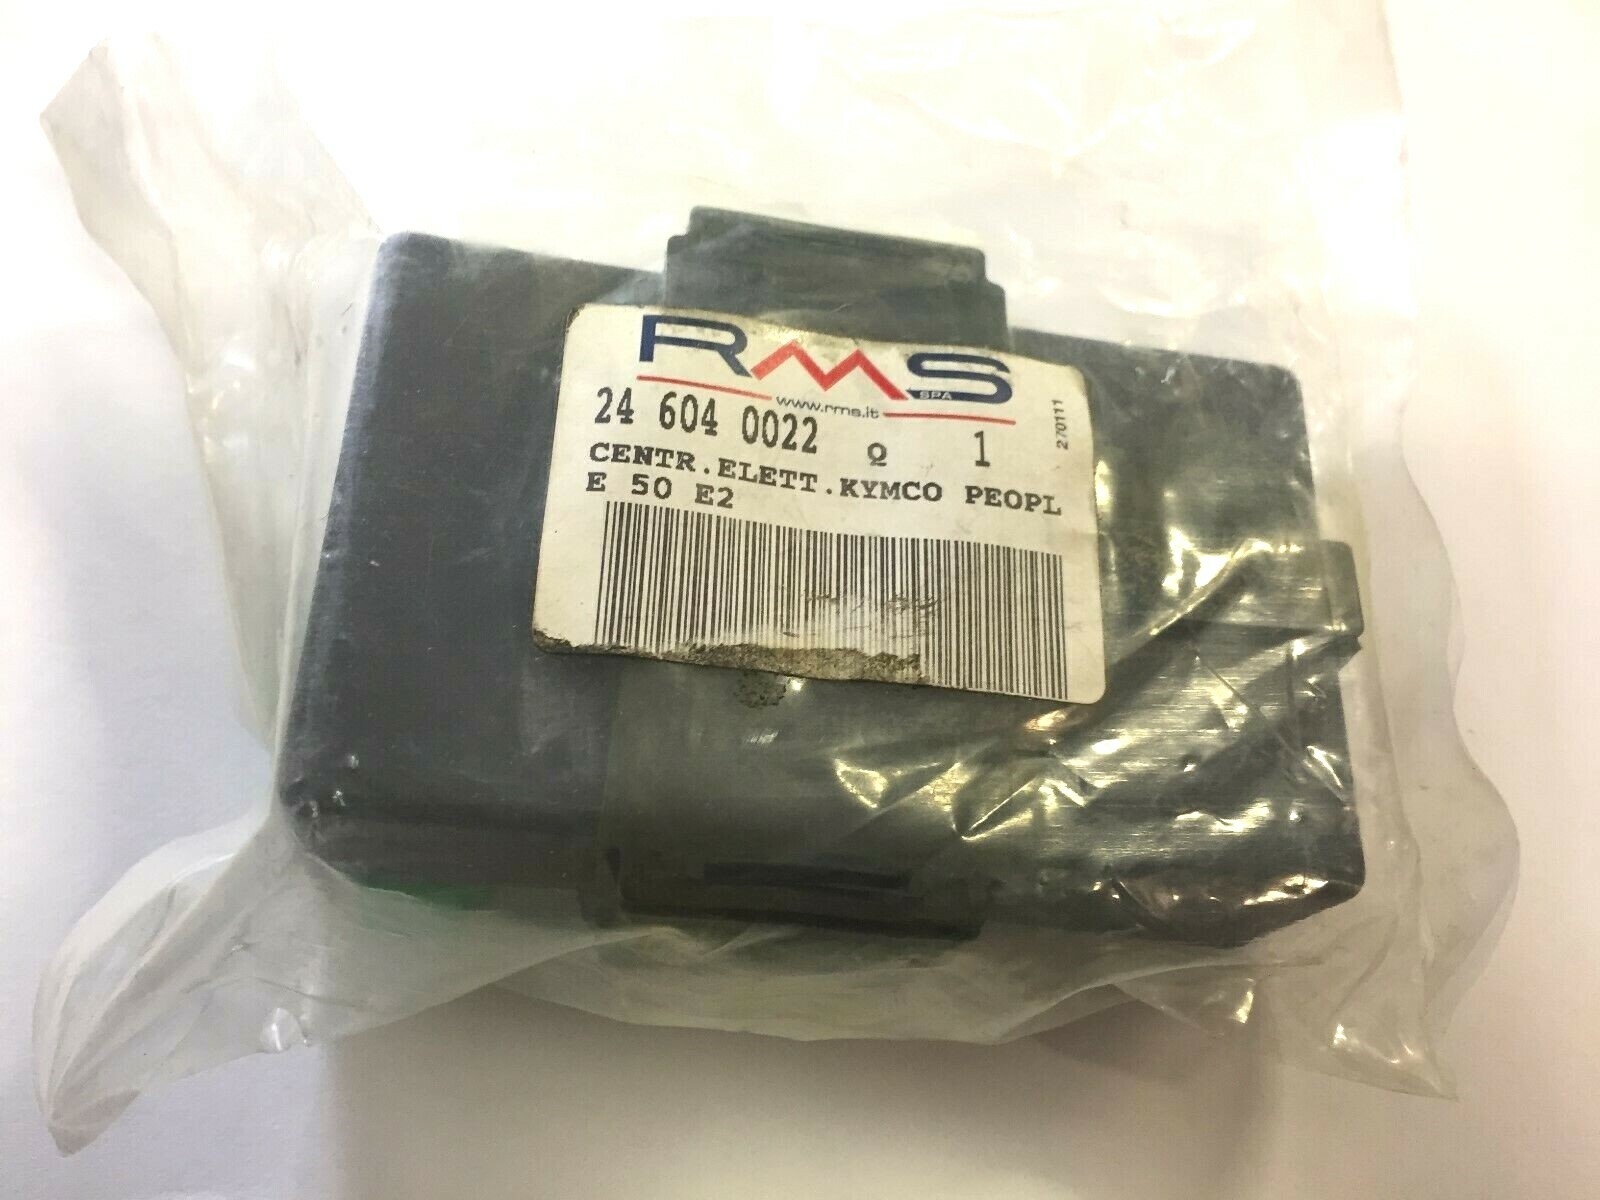 RMS
SPA
www.rms.it
24 604 0022 Q 1
270111
CENTR.ELETT.KYMCO PEOPL
E 50 E2